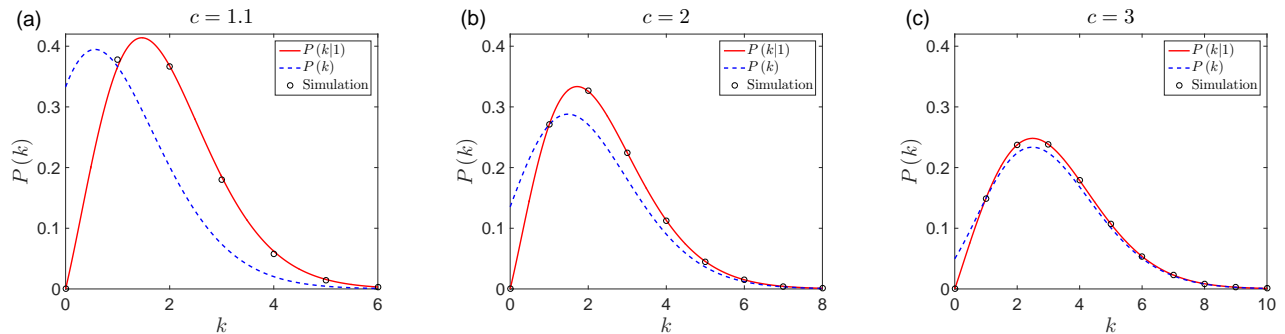 (a)
c = 1.1
P(k|1)
P(k)
Simulation
0.4
0.3
0.2
0.1
0
P(k)
0 2 4 6
k
(b)
c = 2
P(k|1)
P(k)
Simulation
0.4
0.3
0.2
0.1
0
P(k)
0 2 4 6 8
k
(c)
c = 3
P(k|1)
P(k)
Simulation
0.4
0.3
0.2
0.1
0
P(k)
0 2 4 6 8 10
k